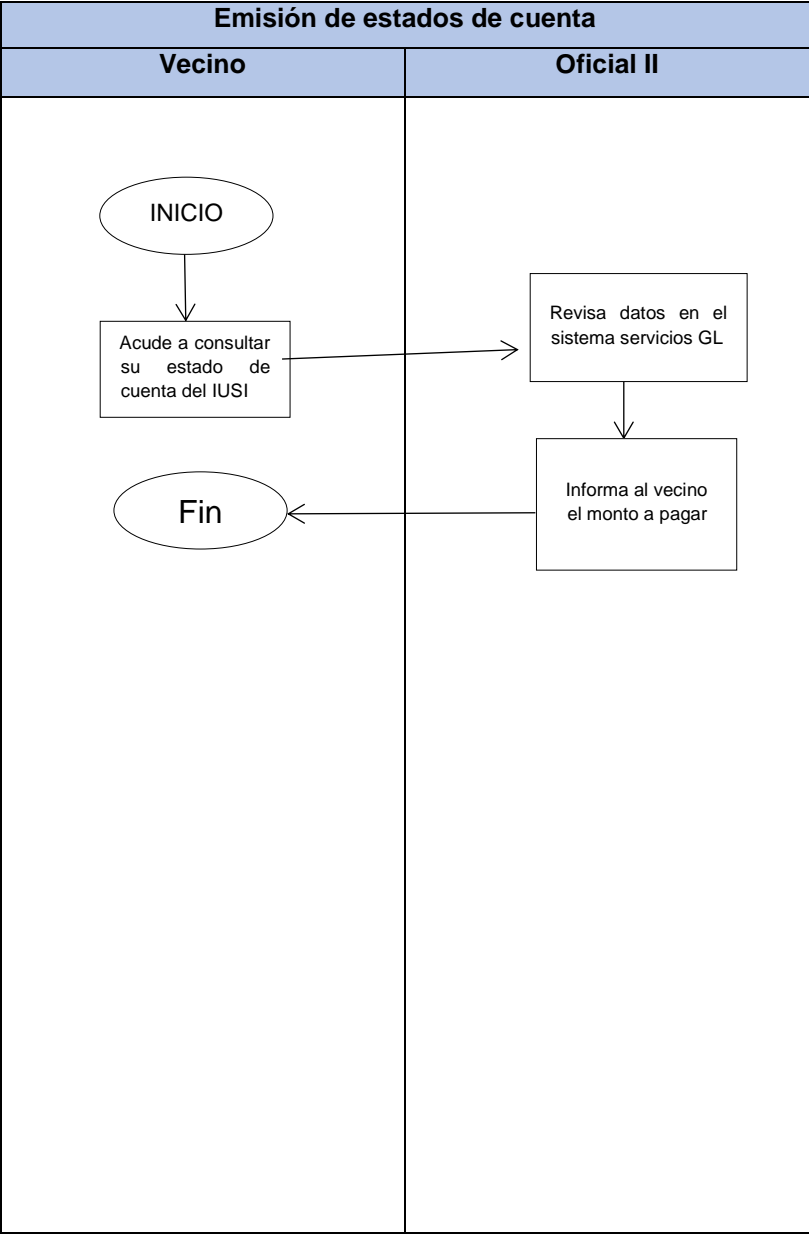 Emisión de estados de cuenta
Vecino
Oficial II
INICIO
Acude a consultar
su estado de
cuenta del IUSI
Revisa datos en el
sistema servicios GL
Informa al vecino
el monto a pagar
Fin